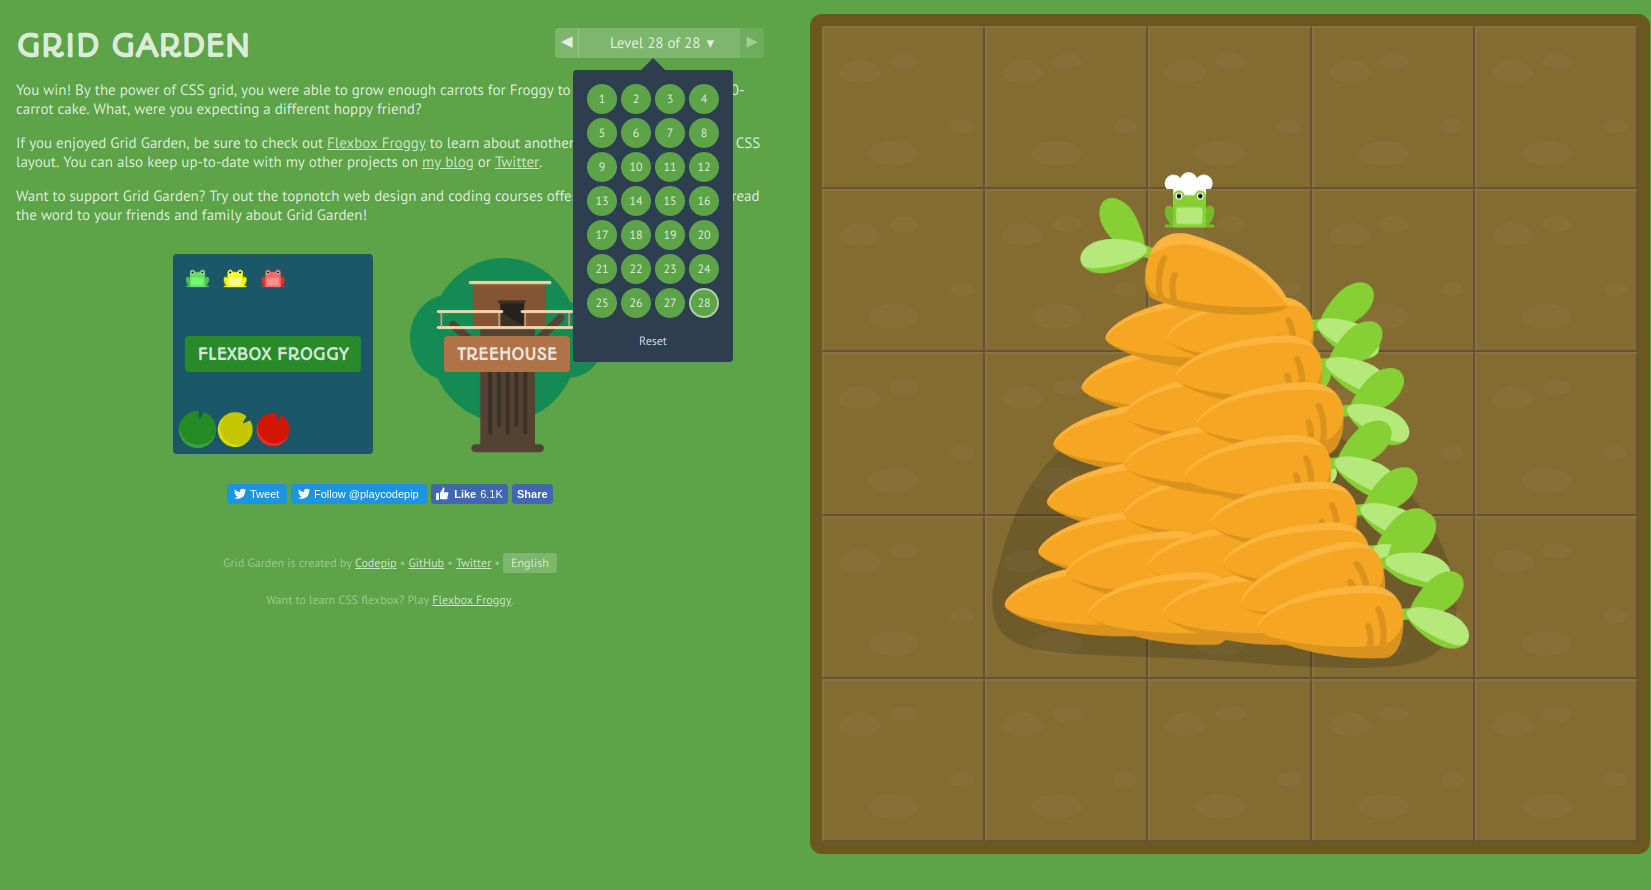 GRID GARDEN
◀ Level 28 of 28 ▼ ▶
You win! By the power of CSS grid, you were able to grow enough carrots for Froggy to 0-
carrot cake. What, were you expecting a different hoppy friend?
If you enjoyed Grid Garden, be sure to check out Flexbox Froggy to learn about another CSS
layout. You can also keep up-to-date with my other projects on my blog or Twitter.
Want to support Grid Garden? Try out the topnotch web design and coding courses offe read
the word to your friends and family about Grid Garden!
1 2 3 4
5 6 7 8
9 10 11 12
13 14 15 16
17 18 19 20
21 22 23 24
25 26 27 28
Reset
FLEXBOX FROGGY
TREEHOUSE
Tweet Follow @playcodepip Like 6.1K Share
Grid Garden is created by Codepip • GitHub • Twitter • English
Want to learn CSS flexbox? Play Flexbox Froggy.